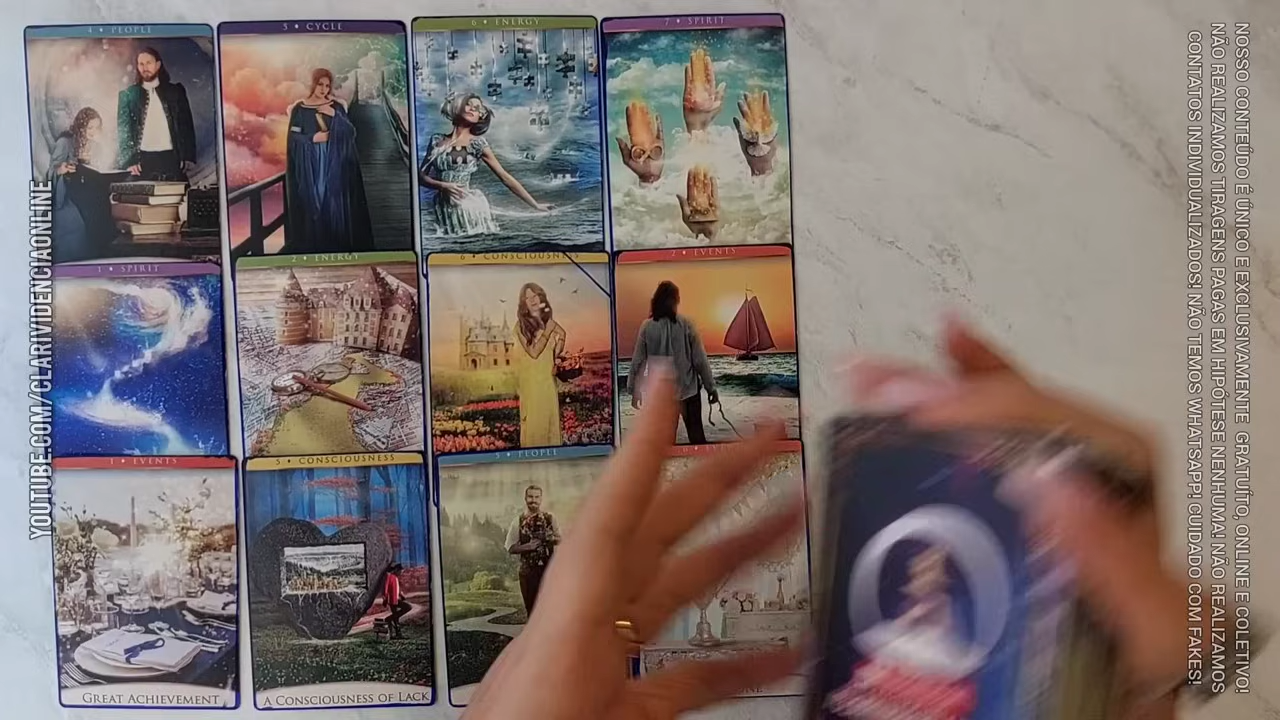 4 • PEOPLE
5 • CYCLE
6 • ENERGY
7 • SPIRIT
1 • SPIRIT
2 • ENERGY
6 • CONSCIOUSNESS
2 • EVENTS
1 • EVENTS
5 • CONSCIOUSNESS
5 • PEOPLE
GREAT ACHIEVEMENT
A CONSCIOUSNESS OF LACK
YOUTUBE.COM/CLARIVIDENCIAONLINE
NOSSO CONTEÚDO É ÚNICO E EXCLUSIVAMENTE GRATUÍTO, ONLINE E COLETIVO!
NÃO REALIZAMOS TIRAGENS PAGAS EM HIPÓTESE NENHUMA! NÃO REALIZAMOS
CONTATOS INDIVIDUALIZADOS! NÃO TEMOS WHATSAPP! CUIDADO COM FAKES!